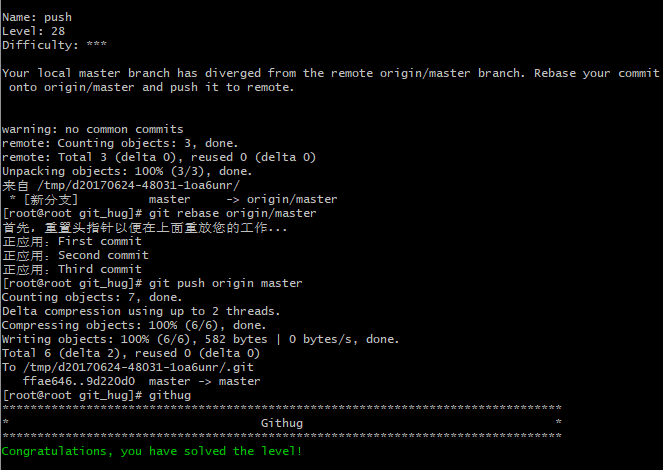 Name: push
Level: 28
Difficulty: ***
Your local master branch has diverged from the remote origin/master branch. Rebase your commit
 onto origin/master and push it to remote.
warning: no common commits
remote: Counting objects: 3, done.
remote: Total 3 (delta 0), reused 0 (delta 0)
Unpacking objects: 100% (3/3), done.
来自 /tmp/d20170624-48031-1oa6unr/
 * [新分支]          master     -> origin/master
[root@root git_hug]# git rebase origin/master
首先，重置头指针以便在上面重放您的工作...
正应用：First commit
正应用：Second commit
正应用：Third commit
[root@root git_hug]# git push origin master
Counting objects: 7, done.
Delta compression using up to 2 threads.
Compressing objects: 100% (6/6), done.
Writing objects: 100% (6/6), 582 bytes | 0 bytes/s, done.
Total 6 (delta 2), reused 0 (delta 0)
To /tmp/d20170624-48031-1oa6unr/.git
   ffae646..9d220d0  master -> master
[root@root git_hug]# githug
********************************************************************************
*                                    Githug                                    *
********************************************************************************
Congratulations, you have solved the level!